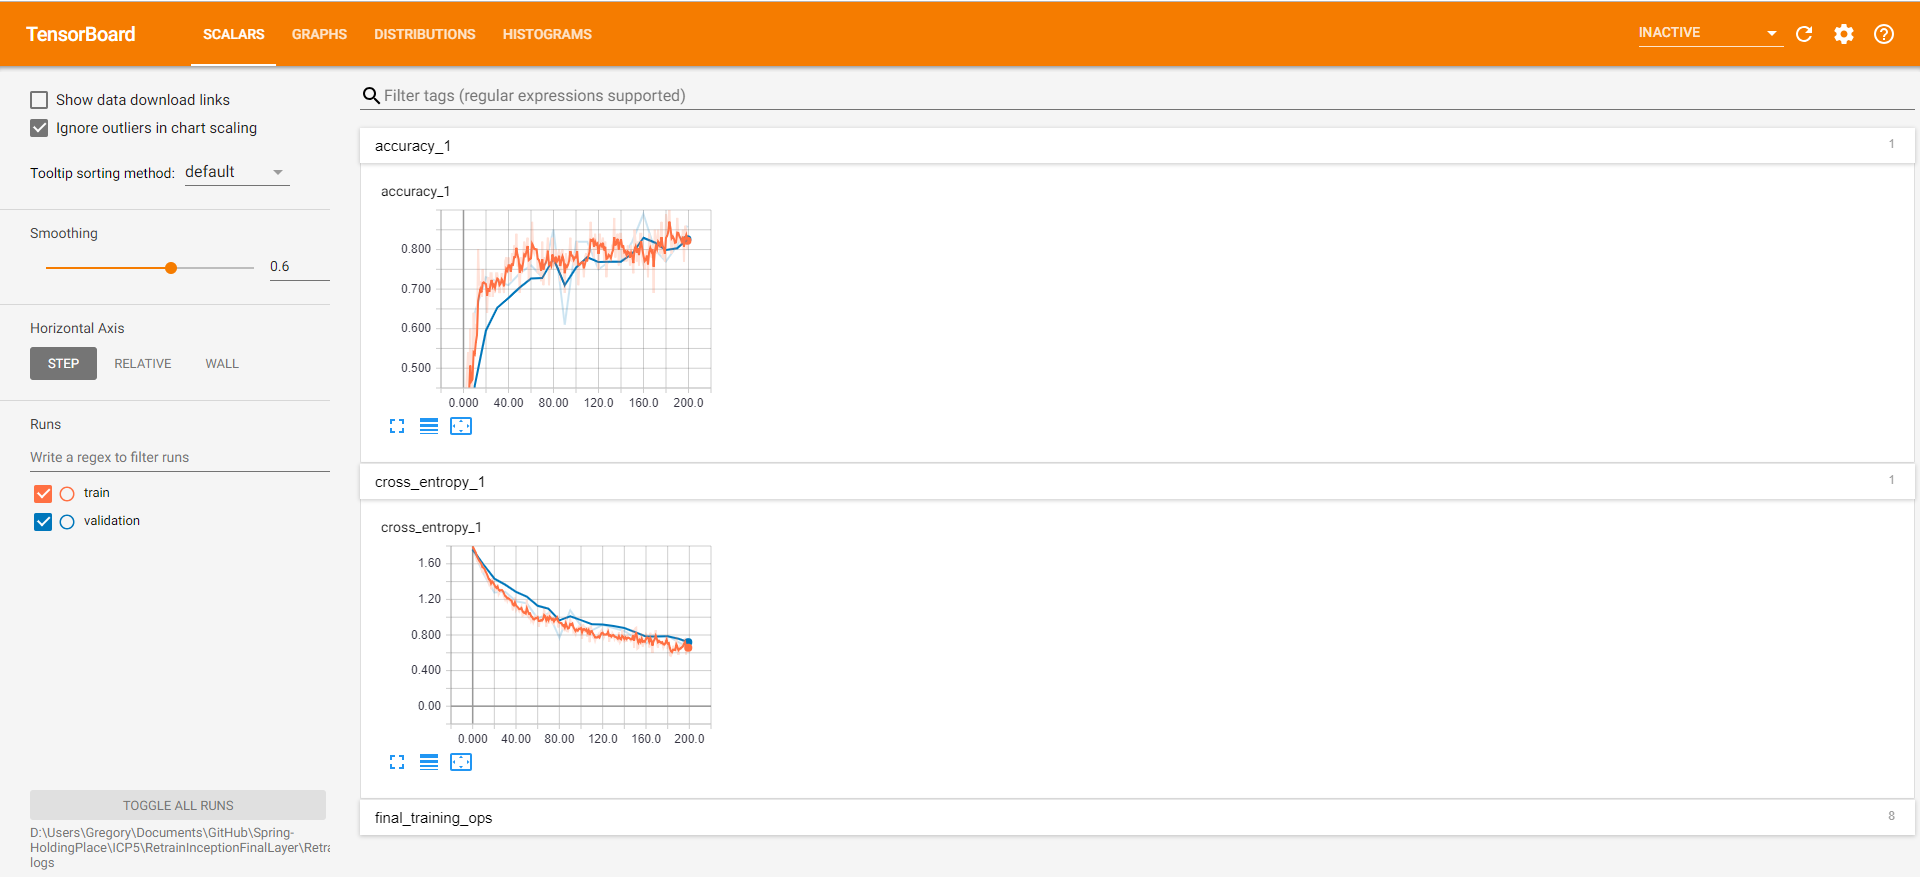 TensorBoard SCALARS GRAPHS DISTRIBUTIONS HISTOGRAMS INACTIVE
Show data download links
Ignore outliers in chart scaling
Tooltip sorting method: default
Smoothing
0.6
Horizontal Axis
STEP RELATIVE WALL
Runs
Write a regex to filter runs
train
validation
TOGGLE ALL RUNS
D:\Users\Gregory\Documents\GitHub\Spring-
HoldingPlace\ICP5\RetrainInceptionFinalLayer\Retra
logs
Filter tags (regular expressions supported)
accuracy_1 1
accuracy_1
0.800
0.700
0.600
0.500
0.000 40.00 80.00 120.0 160.0 200.0
cross_entropy_1 1
cross_entropy_1
1.60
1.20
0.800
0.400
0.00
0.000 40.00 80.00 120.0 160.0 200.0
final_training_ops 8